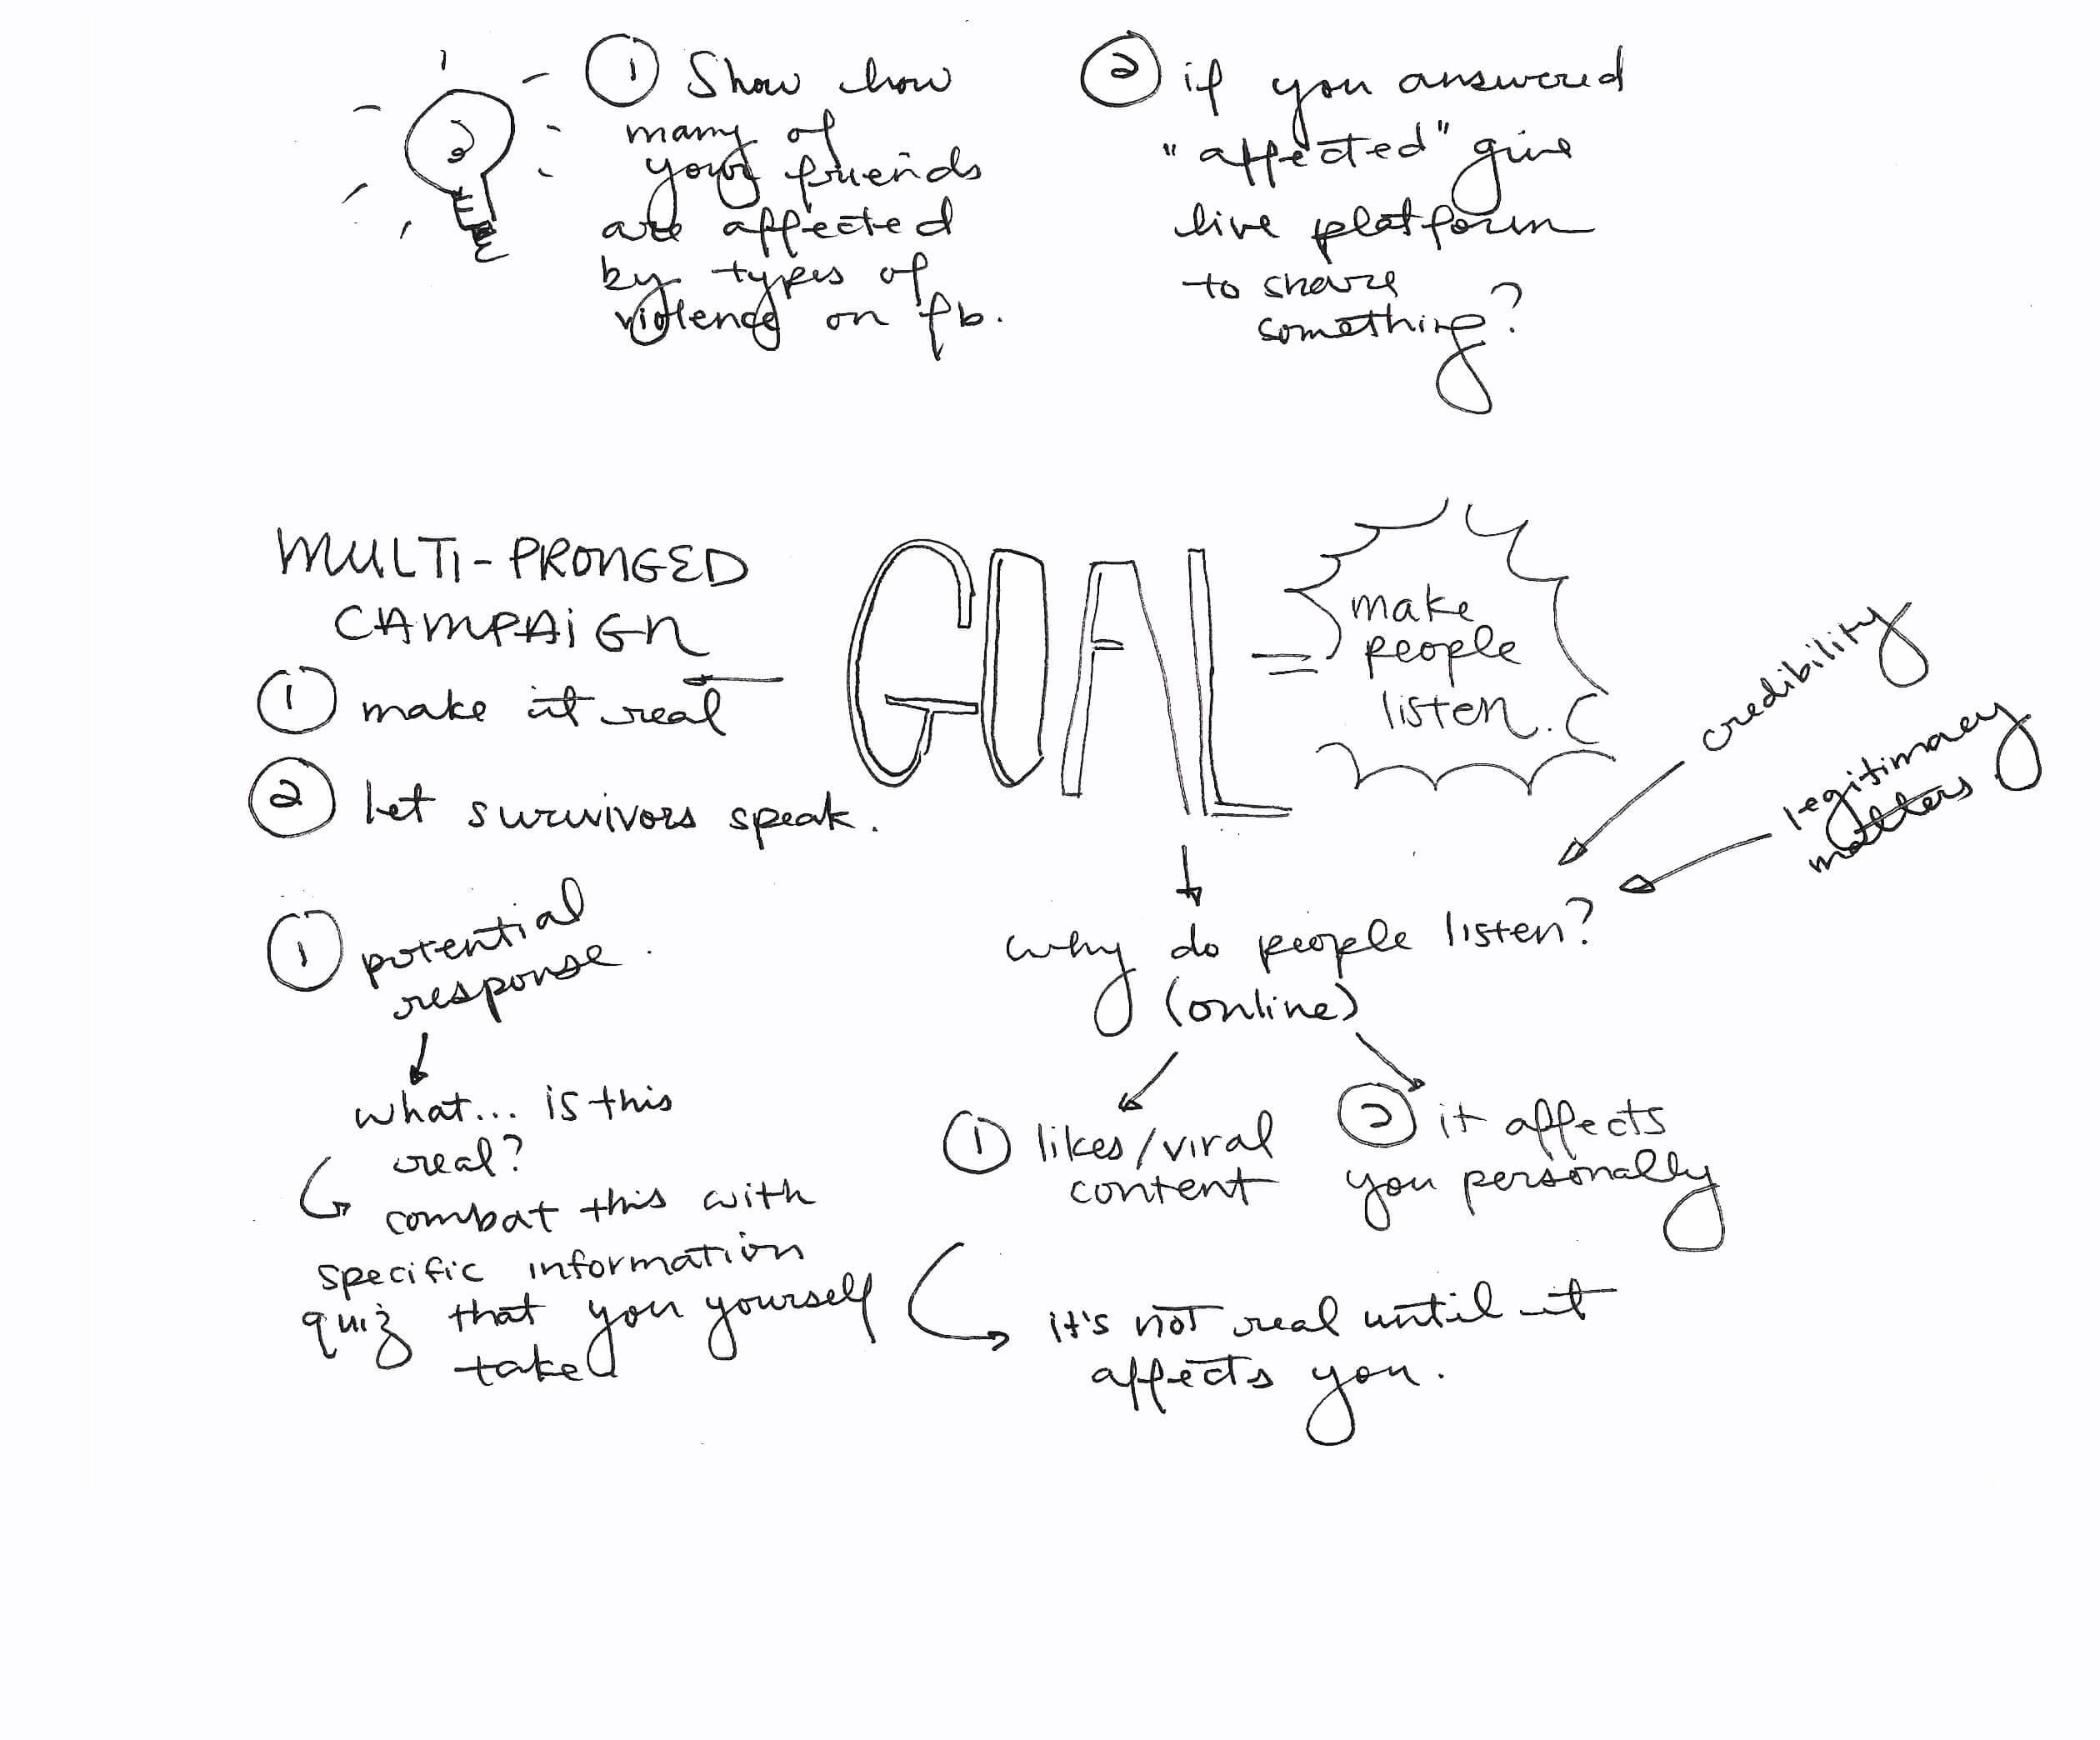 ① Show how
many of
your friends
are affected
by types of
violence on fb.
② if you answered
"affected" give
live platform
to share
something?
MULTI-PRONGED
CAMPAIGN
① make it real
② let survivors speak.
GOAL
=
make
people
listen.
credibility
legitimacy
matters
① potential
response.
what... is this
real?
combat this with
specific information
quiz that you yourself
take
why do people listen?
(online)
① likes/viral
content
② it affects
you personally
it's not real until it
affects you.